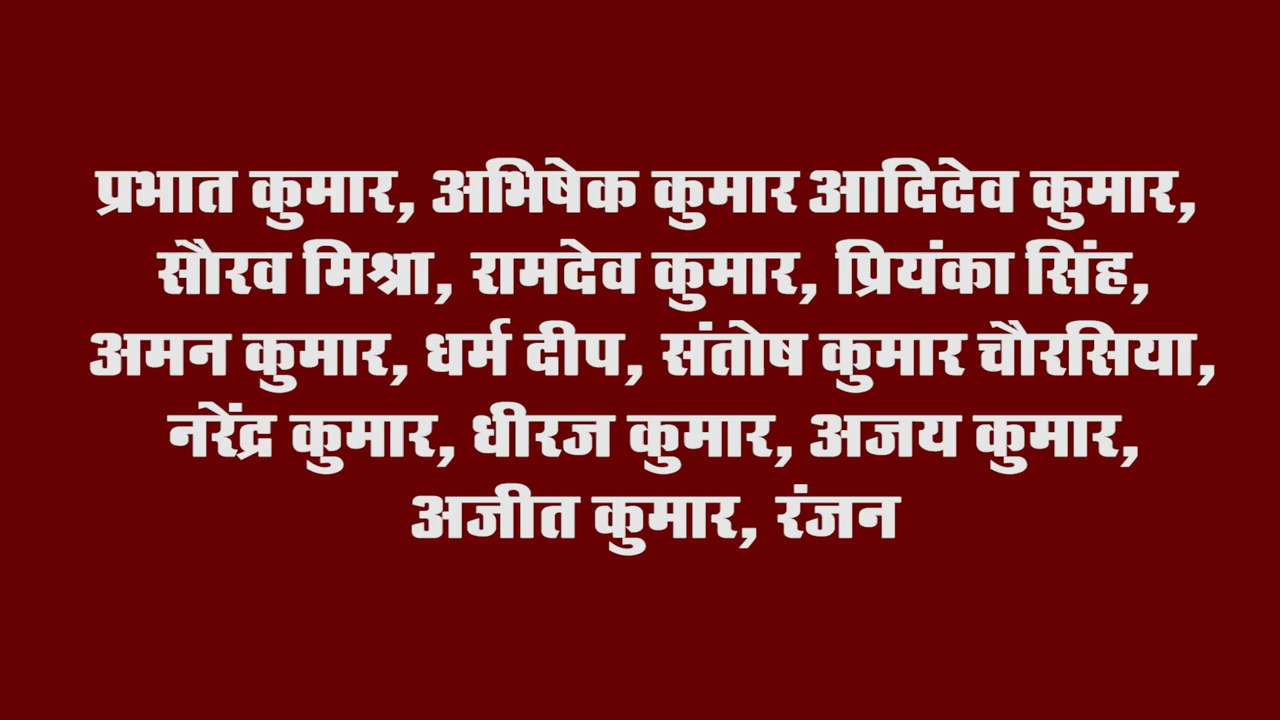 प्रभात कुमार, अभिषेक कुमार आदिदेव कुमार,
सौरव मिश्रा, रामदेव कुमार, प्रियंका सिंह,
अमन कुमार, धर्म दीप, संतोष कुमार चौरसिया,
नरेंद्र कुमार, धीरज कुमार, अजय कुमार,
अजीत कुमार, रंजन